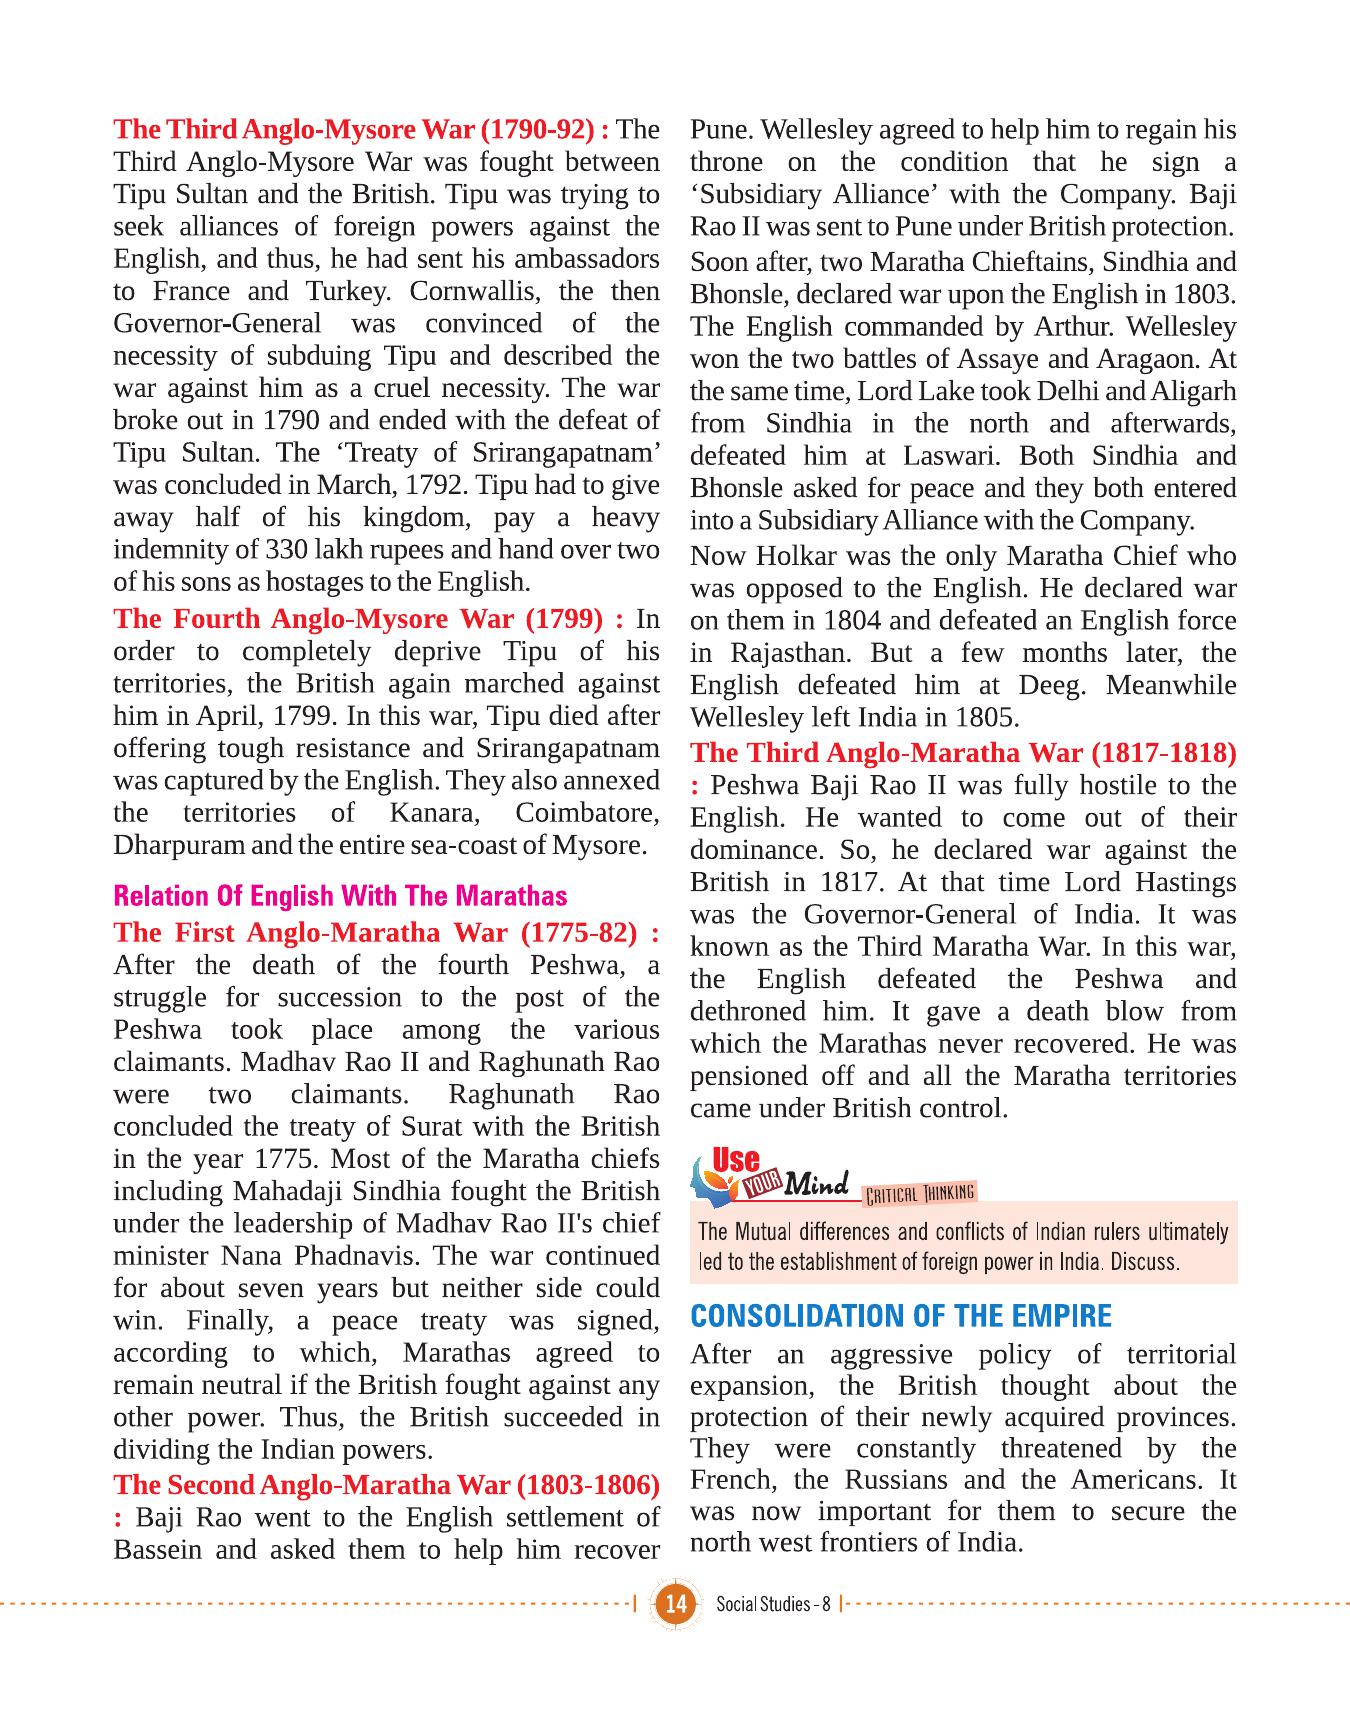 The Third Anglo-Mysore War (1790-92) : The
Third Anglo-Mysore War was fought between
Tipu Sultan and the British. Tipu was trying to
seek alliances of foreign powers against the
English, and thus, he had sent his ambassadors
to France and Turkey. Cornwallis, the then
Governor-General was convinced of the
necessity of subduing Tipu and described the
war against him as a cruel necessity. The war
broke out in 1790 and ended with the defeat of
Tipu Sultan. The ‘Treaty of Srirangapatnam’
was concluded in March, 1792. Tipu had to give
away half of his kingdom, pay a heavy
indemnity of 330 lakh rupees and hand over two
of his sons as hostages to the English.
The Fourth Anglo-Mysore War (1799) : In
order to completely deprive Tipu of his
territories, the British again marched against
him in April, 1799. In this war, Tipu died after
offering tough resistance and Srirangapatnam
was captured by the English. They also annexed
the territories of Kanara, Coimbatore,
Dharpuram and the entire sea-coast of Mysore.
Relation Of English With The Marathas
The First Anglo-Maratha War (1775-82) :
After the death of the fourth Peshwa, a
struggle for succession to the post of the
Peshwa took place among the various
claimants. Madhav Rao II and Raghunath Rao
were two claimants. Raghunath Rao
concluded the treaty of Surat with the British
in the year 1775. Most of the Maratha chiefs
including Mahadaji Sindhia fought the British
under the leadership of Madhav Rao II's chief
minister Nana Phadnavis. The war continued
for about seven years but neither side could
win. Finally, a peace treaty was signed,
according to which, Marathas agreed to
remain neutral if the British fought against any
other power. Thus, the British succeeded in
dividing the Indian powers.
The Second Anglo-Maratha War (1803-1806)
: Baji Rao went to the English settlement of
Bassein and asked them to help him recover
Pune. Wellesley agreed to help him to regain his
throne on the condition that he sign a
‘Subsidiary Alliance’ with the Company. Baji
Rao II was sent to Pune under British protection.
Soon after, two Maratha Chieftains, Sindhia and
Bhonsle, declared war upon the English in 1803.
The English commanded by Arthur. Wellesley
won the two battles of Assaye and Aragaon. At
the same time, Lord Lake took Delhi and Aligarh
from Sindhia in the north and afterwards,
defeated him at Laswari. Both Sindhia and
Bhonsle asked for peace and they both entered
into a Subsidiary Alliance with the Company.
Now Holkar was the only Maratha Chief who
was opposed to the English. He declared war
on them in 1804 and defeated an English force
in Rajasthan. But a few months later, the
English defeated him at Deeg. Meanwhile
Wellesley left India in 1805.
The Third Anglo-Maratha War (1817-1818)
: Peshwa Baji Rao II was fully hostile to the
English. He wanted to come out of their
dominance. So, he declared war against the
British in 1817. At that time Lord Hastings
was the Governor-General of India. It was
known as the Third Maratha War. In this war,
the English defeated the Peshwa and
dethroned him. It gave a death blow from
which the Marathas never recovered. He was
pensioned off and all the Maratha territories
came under British control.
Use YOUR Mind CRITICAL THINKING
The Mutual differences and conflicts of Indian rulers ultimately
led to the establishment of foreign power in India. Discuss.
CONSOLIDATION OF THE EMPIRE
After an aggressive policy of territorial
expansion, the British thought about the
protection of their newly acquired provinces.
They were constantly threatened by the
French, the Russians and the Americans. It
was now important for them to secure the
north west frontiers of India.
14 Social Studies - 8